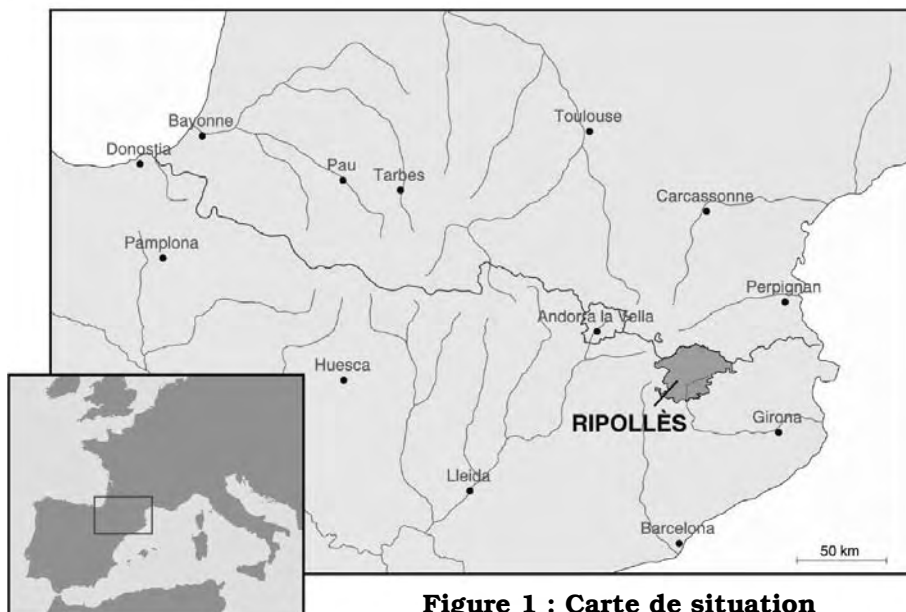 Toulouse
Bayonne
Donostia
Pau
Tarbes
Carcassonne
Pamplona
Perpignan
Andorra la Vella
Huesca
RIPOLLÈS
Girona
Lleida
Barcelona
50 km
Figure 1 : Carte de situation